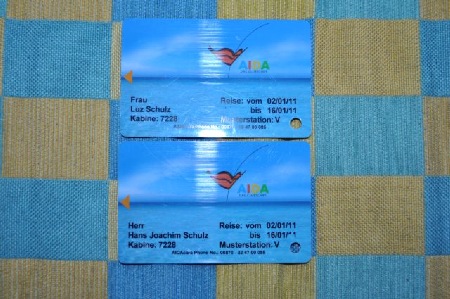 AIDA
Frau
Luz Schulz
Kabine: 7228
Reise: vom 02/01/11
bis 16/01/11
Musterstation: V
AIDA
Herr
Hans Joachim Schulz
Kabine: 7228
Reise: vom 02/01/11
bis 16/01/11
Musterstation: V